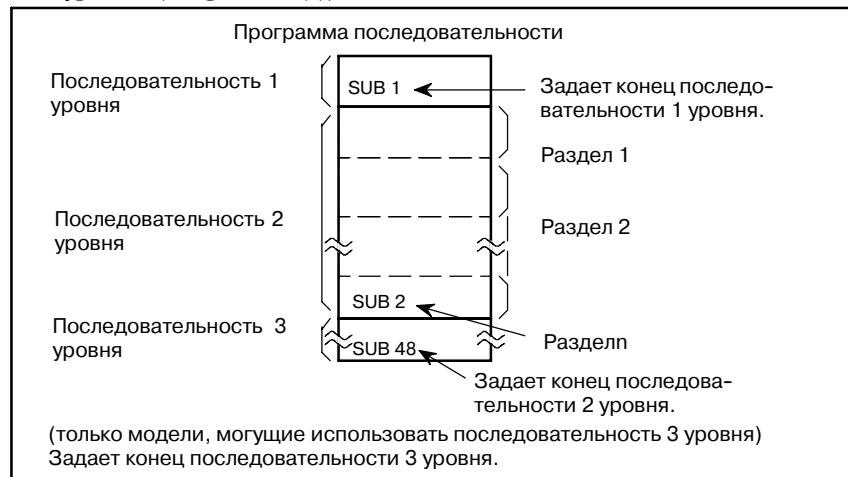 Программа последовательности
Последовательность 1
уровня
SUB 1
Задает конец последо-
вательности 1 уровня.
Раздел 1
Последовательность 2
уровня
Раздел 2
SUB 2
Последовательность 3
уровня
Разделn
SUB 48
Задает конец последова-
тельности 2 уровня.
(только модели, могущие использовать последовательность 3 уровня)
Задает конец последовательности 3 уровня.